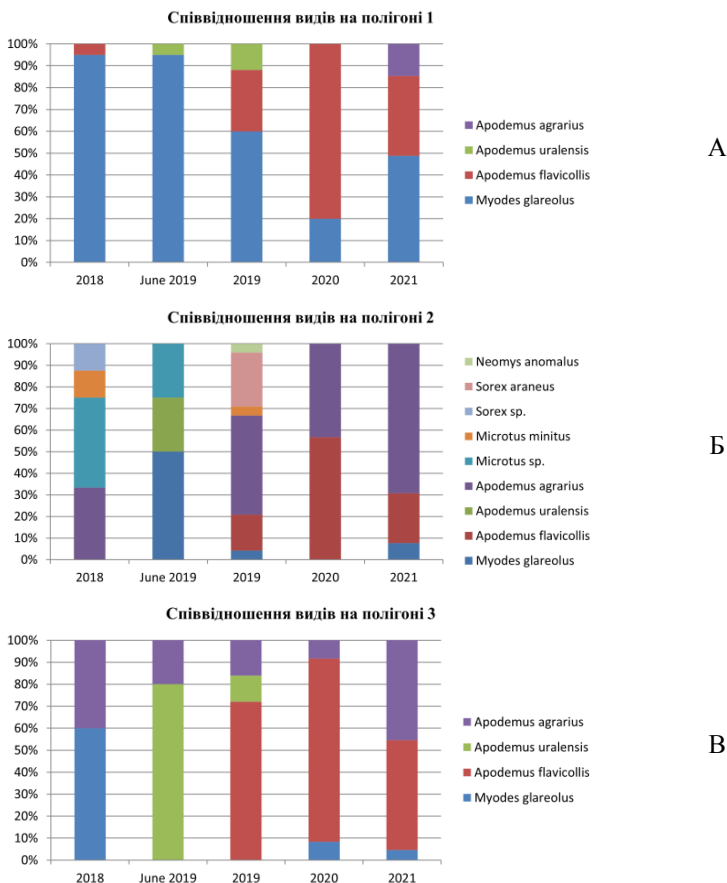 Співвідношення видів на полігоні 1
100%
90%
80%
70%
60%
50%
40%
30%
20%
10%
0%
2018 June 2019 2019 2020 2021
Apodemus agrarius
Apodemus uralensis
Apodemus flavicollis
Myodes glareolus
А
Співвідношення видів на полігоні 2
100%
90%
80%
70%
60%
50%
40%
30%
20%
10%
0%
2018 June 2019 2019 2020 2021
Neomys anomalus
Sorex araneus
Sorex sp.
Microtus minitus
Microtus sp.
Apodemus agrarius
Apodemus uralensis
Apodemus flavicollis
Myodes glareolus
Б
Співвідношення видів на полігоні 3
100%
90%
80%
70%
60%
50%
40%
30%
20%
10%
0%
2018 June 2019 2019 2020 2021
Apodemus agrarius
Apodemus uralensis
Apodemus flavicollis
Myodes glareolus
В